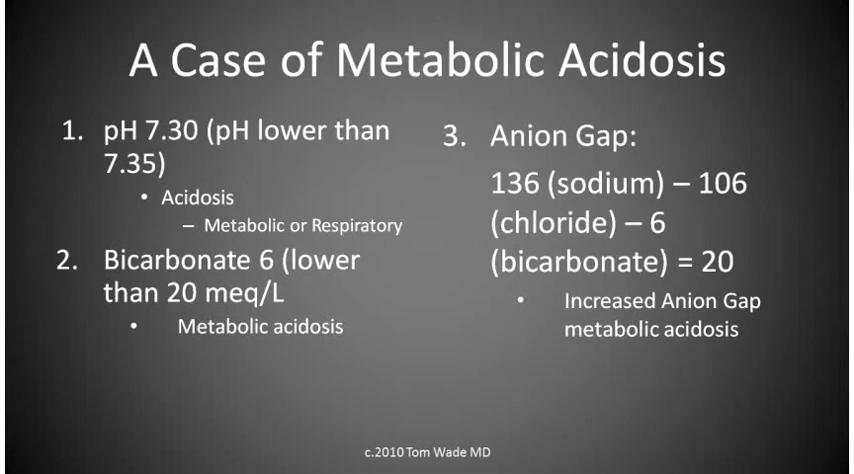 A Case of Metabolic Acidosis
1. pH 7.30 (pH lower than
7.35)
• Acidosis
– Metabolic or Respiratory
2. Bicarbonate 6 (lower
than 20 meq/L
• Metabolic acidosis
3. Anion Gap:
136 (sodium) – 106
(chloride) – 6
(bicarbonate) = 20
• Increased Anion Gap
metabolic acidosis
c.2010 Tom Wade MD